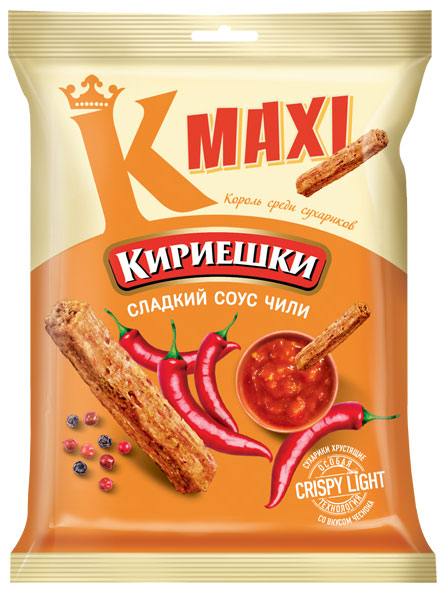 K MAXI
Король среди сухариков
КИРИЕШКИ
СЛАДКИЙ СОУС ЧИЛИ
СУХАРИКИ ХРУСТЯЩИЕ
ОСОБАЯ
CRISPY LIGHT
ТЕХНОЛОГИЯ
СО ВКУСОМ ЧЕСНОКА